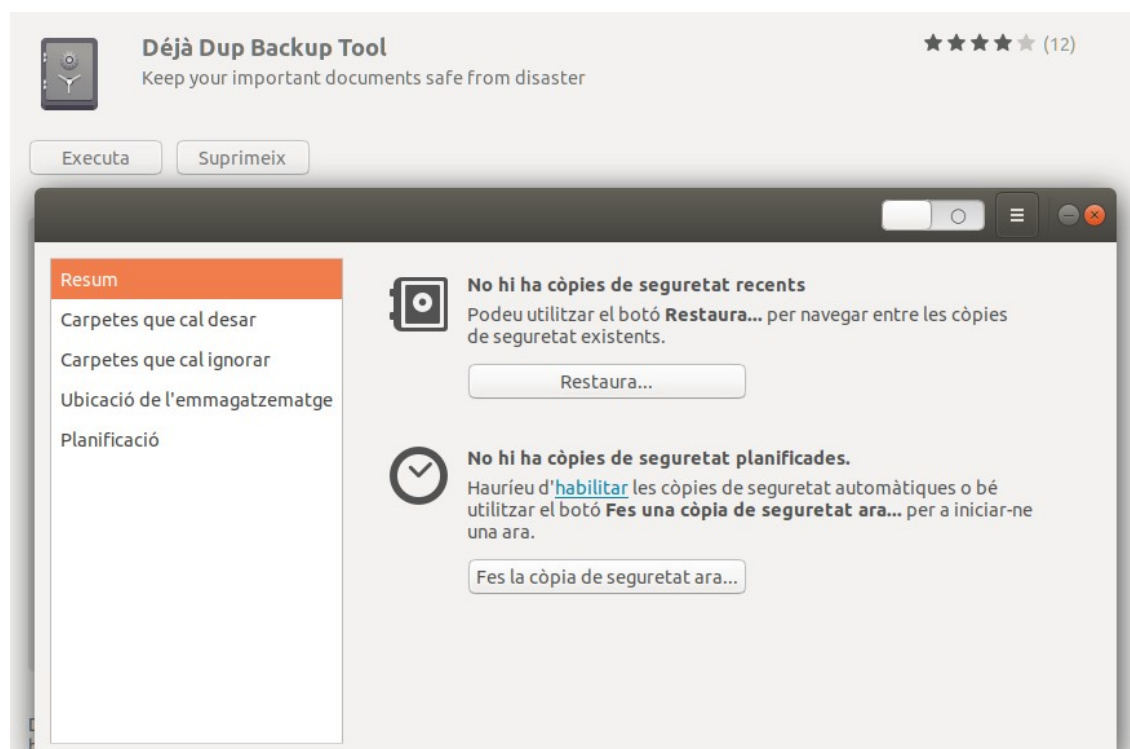 Déjà Dup Backup Tool
(12)
Keep your important documents safe from disaster
Executa
Suprimeix
Resum
Carpetes que cal desar
Carpetes que cal ignorar
Ubicació de l'emmagatzematge
Planificació
No hi ha còpies de seguretat recents
Podeu utilitzar el botó Restaura... per navegar entre les còpies
de seguretat existents.
Restaura...
No hi ha còpies de seguretat planificades.
Hauríeu d'habilitar les còpies de seguretat automàtiques o bé
utilitzar el botó Fes una còpia de seguretat ara... per a iniciar-ne
una ara.
Fes la còpia de seguretat ara...